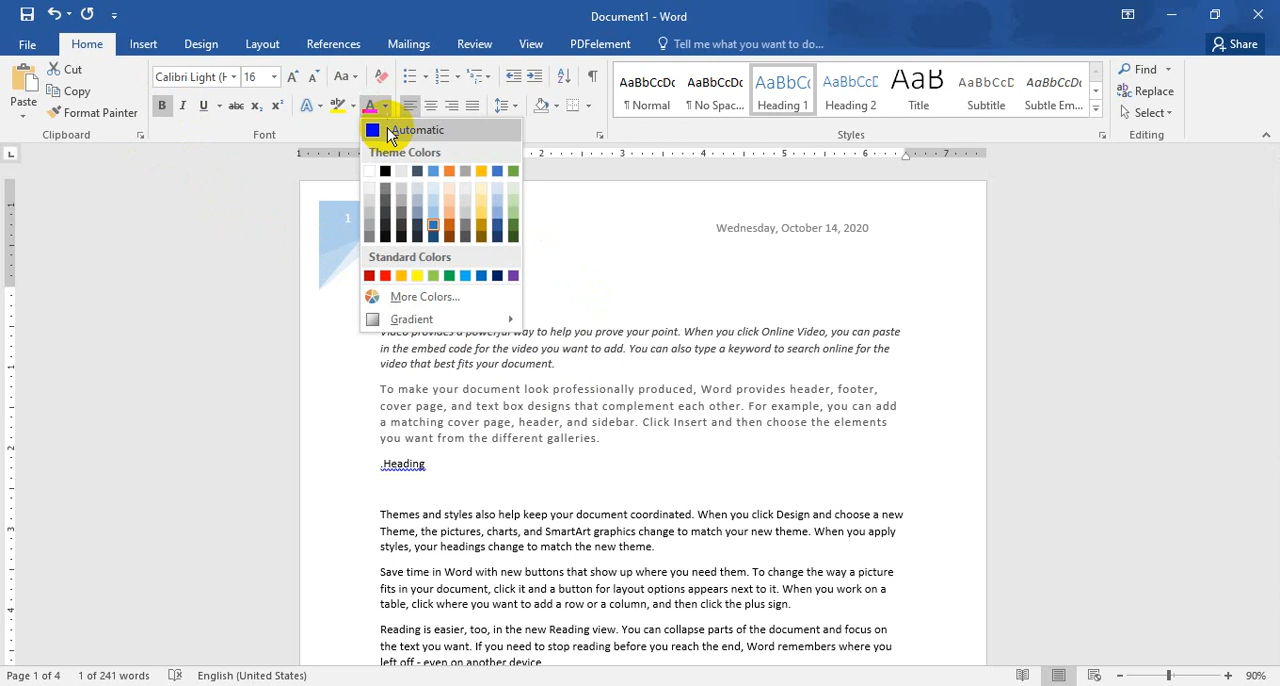 Document1 - Word
File Home Insert Design Layout References Mailings Review View PDFelement Tell me what you want to do... Share
Paste
Cut
Copy
Format Painter
Clipboard
Calibri Light (H 16 Aa
Font
AaBbCcDc AaBbCcDc AaBbCc AaBbCcD AaB AaBbCcD AaBbCcDc
¶ Normal ¶ No Spac... Heading 1 Heading 2 Title Subtitle Subtle Em...
Styles
Find
Replace
Select
Editing
Automatic
Theme Colors
Standard Colors
More Colors...
Gradient
1 2 3 4 5 6 7
1
Wednesday, October 14, 2020
Video provides a powerful way to help you prove your point. When you click Online Video, you can paste
in the embed code for the video you want to add. You can also type a keyword to search online for the
video that best fits your document.
To make your document look professionally produced, Word provides header, footer,
cover page, and text box designs that complement each other. For example, you can add
a matching cover page, header, and sidebar. Click Insert and then choose the elements
you want from the different galleries.
.Heading
Themes and styles also help keep your document coordinated. When you click Design and choose a new
Theme, the pictures, charts, and SmartArt graphics change to match your new theme. When you apply
styles, your headings change to match the new theme.
Save time in Word with new buttons that show up where you need them. To change the way a picture
fits in your document, click it and a button for layout options appears next to it. When you work on a
table, click where you want to add a row or a column, and then click the plus sign.
Reading is easier, too, in the new Reading view. You can collapse parts of the document and focus on
the text you want. If you need to stop reading before you reach the end, Word remembers where you
left off - even on another device.
Page 1 of 4 1 of 241 words English (United States) 90%